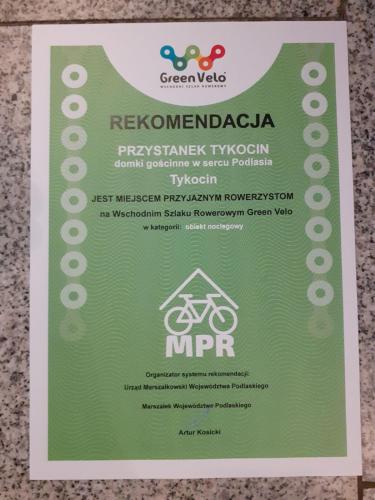 Green Velo
WSCHODNI SZLAK ROWEROWY
REKOMENDACJA
PRZYSTANEK TYKOCIN
domki gościnne w sercu Podlasia
Tykocin
JEST MIEJSCEM PRZYJAZNYM ROWERZYSTOM
na Wschodnim Szlaku Rowerowym Green Velo
w kategorii: obiekt noclegowy
MPR
Organizator systemu rekomendacji:
Urząd Marszałkowski Województwa Podlaskiego
Marszałek Województwa Podlaskiego
Artur Kosicki